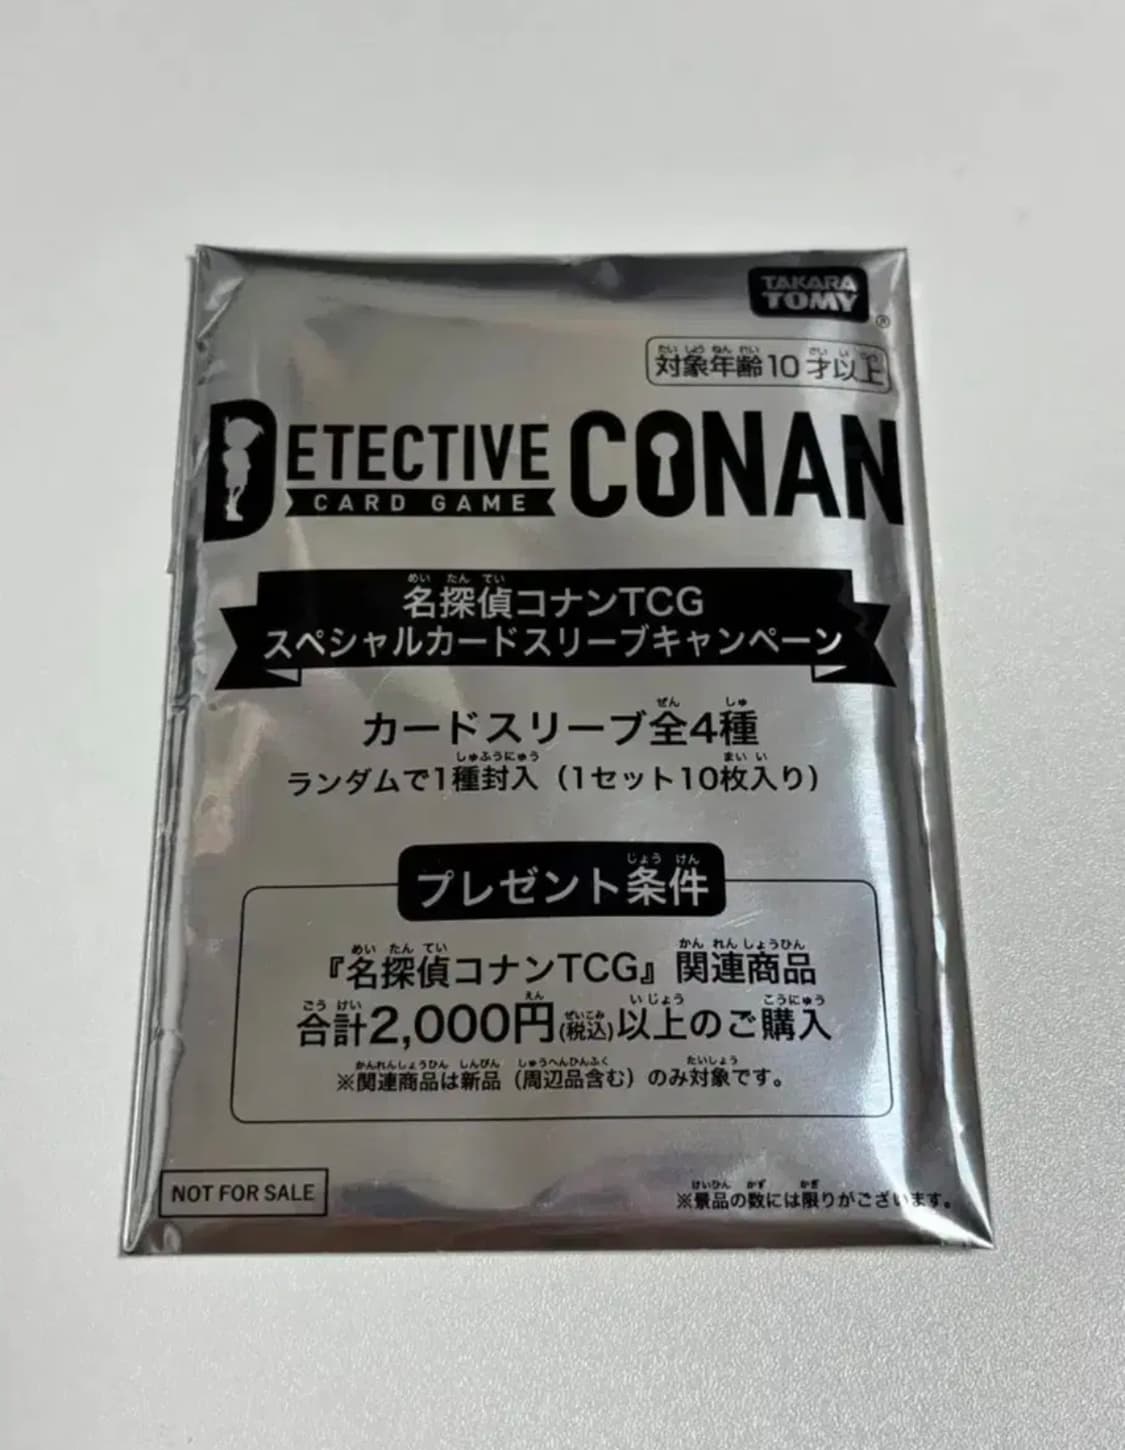 TAKARA
TOMY®
対象年齢10才以上
DETECTIVE CONAN
CARD GAME
名探偵コナンTCG
スペシャルカードスリーブキャンペーン
カードスリーブ全4種
ランダムで1種封入（1セット10枚入り）
プレゼント条件
『名探偵コナンTCG』関連商品
合計2,000円(税込)以上のご購入
※関連商品は新品（周辺品含む）のみ対象です。
NOT FOR SALE
※景品の数には限りがございます。